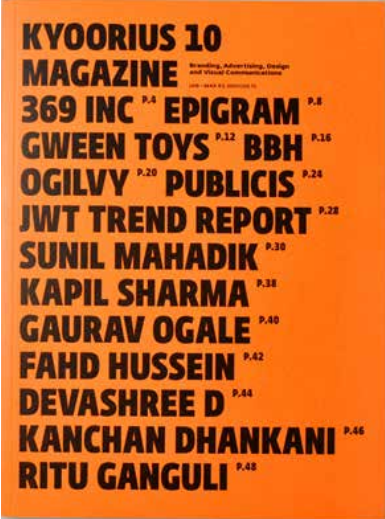 KYOORIUS 10
MAGAZINE
Branding, Advertising, Design
and Visual Communications
369 INC P.4 EPIGRAM P.8
GWEEN TOYS P.12 BBH P.16
OGILVY P.20 PUBLICIS P.24
JWT TREND REPORT P.28
SUNIL MAHADIK P.30
KAPIL SHARMA P.38
GAURAV OGALE P.40
FAHD HUSSEIN P.42
DEVASHREE D P.44
KANCHAN DHANKANI P.46
RITU GANGULI P.48